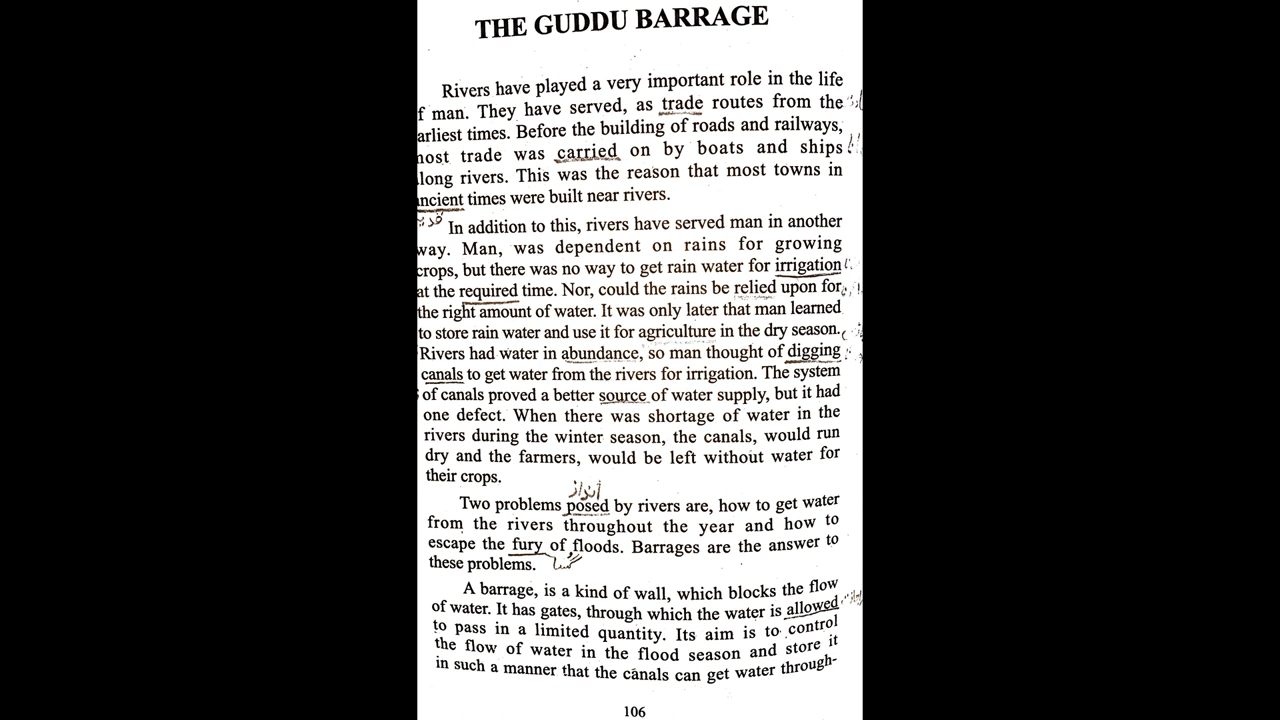 THE GUDDU BARRAGE
Rivers have played a very important role in the life
f man. They have served, as trade routes from the
arliest times. Before the building of roads and railways,
nost trade was carried on by boats and ships
long rivers. This was the reason that most towns in
ncient times were built near rivers.
In addition to this, rivers have served man in another
way. Man, was dependent on rains for growing
crops, but there was no way to get rain water for irrigation
at the required time. Nor, could the rains be relied upon for
the right amount of water. It was only later that man learned
to store rain water and use it for agriculture in the dry season.
Rivers had water in abundance, so man thought of digging
canals to get water from the rivers for irrigation. The system
of canals proved a better source of water supply, but it had
one defect. When there was shortage of water in the
rivers during the winter season, the canals, would run
dry and the farmers, would be left without water for
their crops.
Two problems posed by rivers are, how to get water
from the rivers throughout the year and how to
escape the fury of floods. Barrages are the answer to
these problems.
A barrage, is a kind of wall, which blocks the flow
of water. It has gates, through which the water is allowed
to pass in a limited quantity. Its aim is to control
the flow of water in the flood season and store it
in such a manner that the canals can get water through-
106